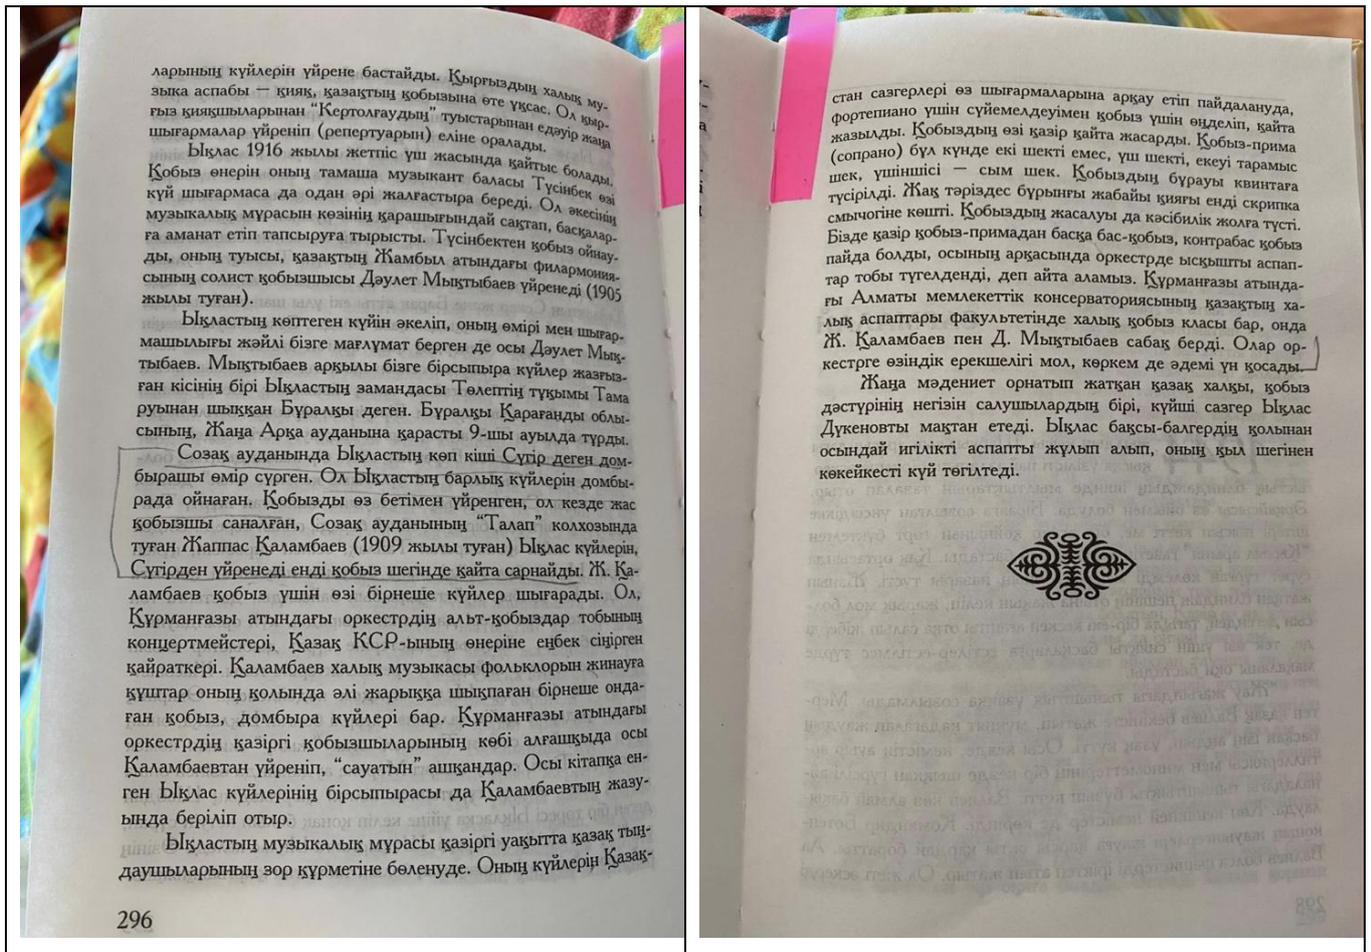 ларының күйлерін үйрене бастайды. Қырғыздың халық му-
зыка аспабы — қияқ, қазақтың қобызына өте ұқсас. Ол қыр-
ғыз қияқшыларынан “Кертолғаудың” туыстарынан едәуір жаңа
шығармалар үйреніп (репертуарын) еліне оралады.
Ықлас 1916 жылы жетпіс үш жасында қайтыс болады.
Қобыз өнерін оның тамаша музыкант баласы Түсінбек өзі
күй шығармаса да одан әрі жалғастыра береді. Ол әкесінің
музыкалық мұрасын көзінің қарашығындай сақтап, басқалар-
ға аманат етіп тапсыруға тырысты. Түсінбектен қобыз ойнау-
ды, оның туысы, қазақтың Жамбыл атындағы филармония-
сының солист қобызшысы Дәулет Мықтыбаев үйренеді (1905
жылы туған).
Ықластың көптеген күйін әкеліп, оның өмірі мен шығар-
машылығы жәйлі бізге мағлұмат берген де осы Дәулет Мық-
тыбаев. Мықтыбаев арқылы бізге бірсыпыра күйлер жазғыз-
ған кісінің бірі Ықластың замандасы Төлептің тұқымы Тама
руынан шыққан Бұралқы деген. Бұралқы Қарағанды облы-
сының, Жаңа Арқа ауданына қарасты 9-шы ауылда тұрды.
Созақ ауданында Ықластың көп кіші Сүгір деген дом-
бырашы өмір сүрген. Ол Ықластың барлық күйлерін домбы-
рада ойнаған. Қобызды өз бетімен үйренген, ол кезде жас
қобызшы саналған, Созақ ауданының “Талап” колхозында
туған Жаппас Қаламбаев (1909 жылы туған) Ықлас күйлерін,
Сүгірден үйренеді енді қобыз шегінде қайта сарнайды. Ж. Қа-
ламбаев қобыз үшін өзі бірнеше күйлер шығарады. Ол,
Құрманғазы атындағы оркестрдің альт-қобыздар тобының
концертмейстері, Қазақ КСР-ының өнеріне еңбек сіңірген
қайраткері. Қаламбаев халық музыкасы фольклорын жинауға
құштар оның қолында әлі жарыққа шықпаған бірнеше онда-
ған қобыз, домбыра күйлері бар. Құрманғазы атындағы
оркестрдің қазіргі қобызшыларының көбі алғашқыда осы
Қаламбаевтан үйреніп, “сауатын” ашқандар. Осы кітапқа ен-
ген Ықлас күйлерінің бірсыпырасы да Қаламбаевтың жазу-
ында беріліп отыр.
Ықластың музыкалық мұрасы қазіргі уақытта қазақ тың-
даушыларының зор құрметіне бөленуде. Оның күйлерін Қазақ-
296
стан сазгерлері өз шығармаларына арқау етіп пайдалануда,
фортепиано үшін сүйемелдеуімен қобыз үшін өңделіп, қайта
жазылды. Қобыздың өзі қазір қайта жасарды. Қобыз-прима
(сопрано) бұл күнде екі шекті емес, үш шекті, екеуі тарамыс
шек, үшіншісі — сым шек. Қобыздың бұрауы квинтаға
түсірілді. Жақ тәріздес бұрынғы жабайы қияғы енді скрипка
смычогіне көшті. Қобыздың жасалуы да кәсібилік жолға түсті.
Бізде қазір қобыз-примадан басқа бас-қобыз, контрабас қобыз
пайда болды, осының арқасында оркестрде ысқышты аспап-
тар тобы түгелденді, деп айта аламыз. Құрманғазы атында-
ғы Алматы мемлекеттік консерваториясының қазақтың ха-
лық аспаптары факультетінде халық қобыз класы бар, онда
Ж. Қаламбаев пен Д. Мықтыбаев сабақ берді. Олар ор-
кестрге өзіндік ерекшелігі мол, көркем де әдемі үн қосады.
Жаңа мәдениет орнатып жатқан қазақ халқы, қобыз
дәстүрінің негізін салушылардың бірі, күйші сазгер Ықлас
Дүкеновты мақтан етеді. Ықлас бақсы-балгердің қолынан
осындай игілікті аспапты жұлып алып, оның қыл шегінен
көкейкесті күй төгілтеді.